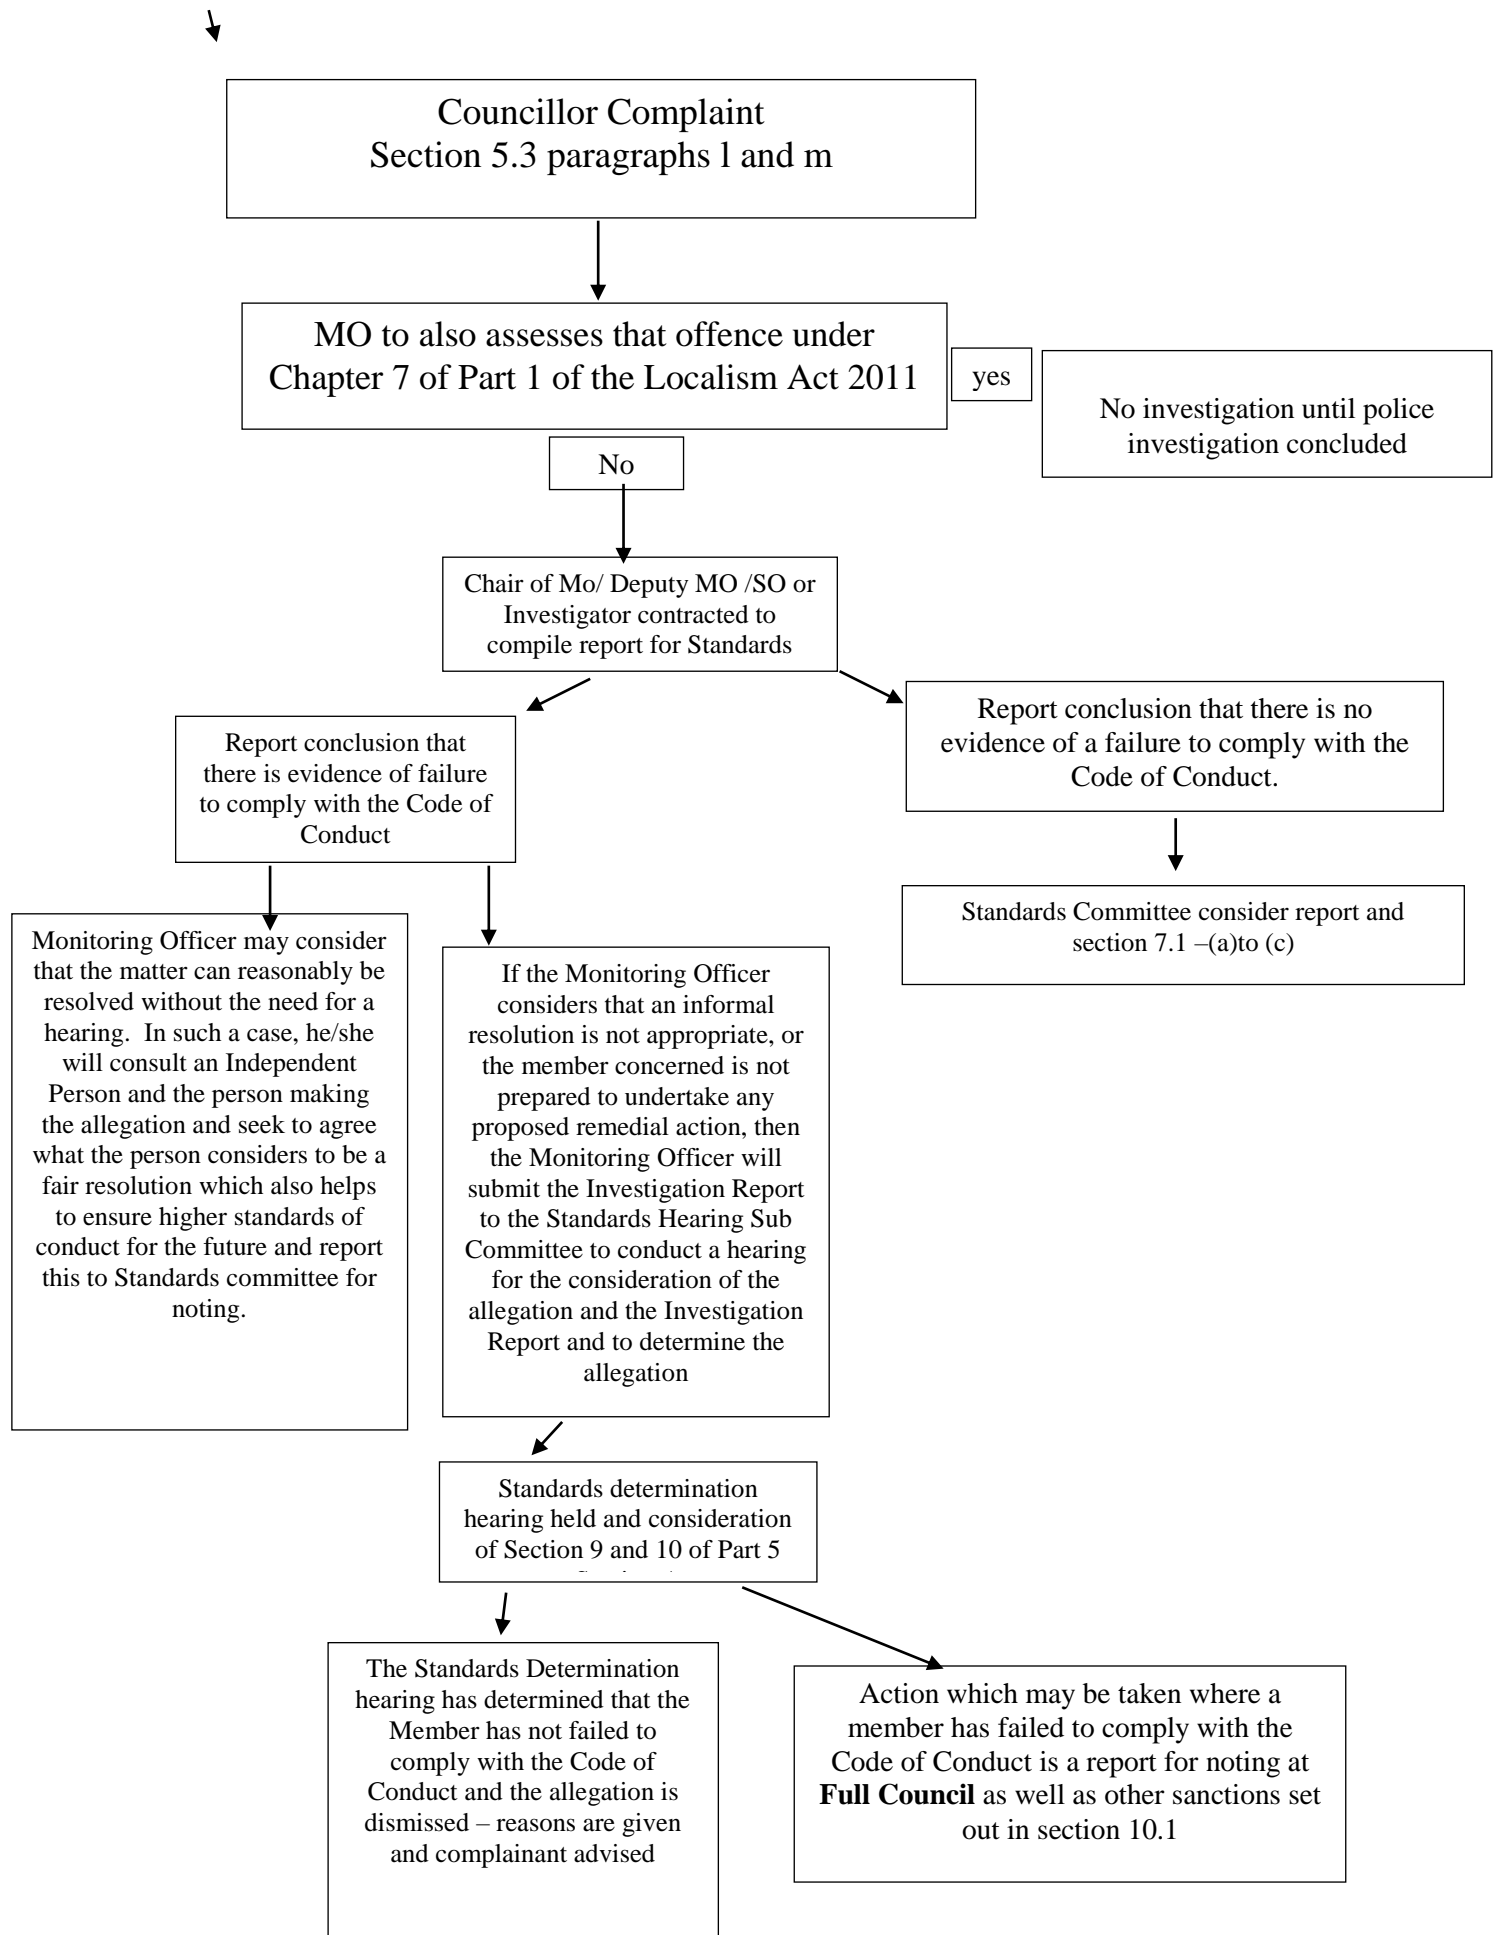 Councillor Complaint
Section 5.3 paragraphs l and m
MO to also assesses that offence under
Chapter 7 of Part 1 of the Localism Act 2011
yes
No investigation until police
investigation concluded
No
Chair of Mo/ Deputy MO /SO or
Investigator contracted to
compile report for Standards
Report conclusion that there is no
evidence of a failure to comply with the
Code of Conduct.
Report conclusion that
there is evidence of failure
to comply with the Code of
Conduct
Standards Committee consider report and
section 7.1 –(a)to (c)
Monitoring Officer may consider
that the matter can reasonably be
resolved without the need for a
hearing.  In such a case, he/she
will consult an Independent
Person and the person making
the allegation and seek to agree
what the person considers to be a
fair resolution which also helps
to ensure higher standards of
conduct for the future and report
this to Standards committee for
noting.
If the Monitoring Officer
considers that an informal
resolution is not appropriate, or
the member concerned is not
prepared to undertake any
proposed remedial action, then
the Monitoring Officer will
submit the Investigation Report
to the Standards Hearing Sub
Committee to conduct a hearing
for the consideration of the
allegation and the Investigation
Report and to determine the
allegation
Standards determination
hearing held and consideration
of Section 9 and 10 of Part 5
The Standards Determination
hearing has determined that the
Member has not failed to
comply with the Code of
Conduct and the allegation is
dismissed – reasons are given
and complainant advised
Action which may be taken where a
member has failed to comply with the
Code of Conduct is a report for noting at
Full Council as well as other sanctions set
out in section 10.1